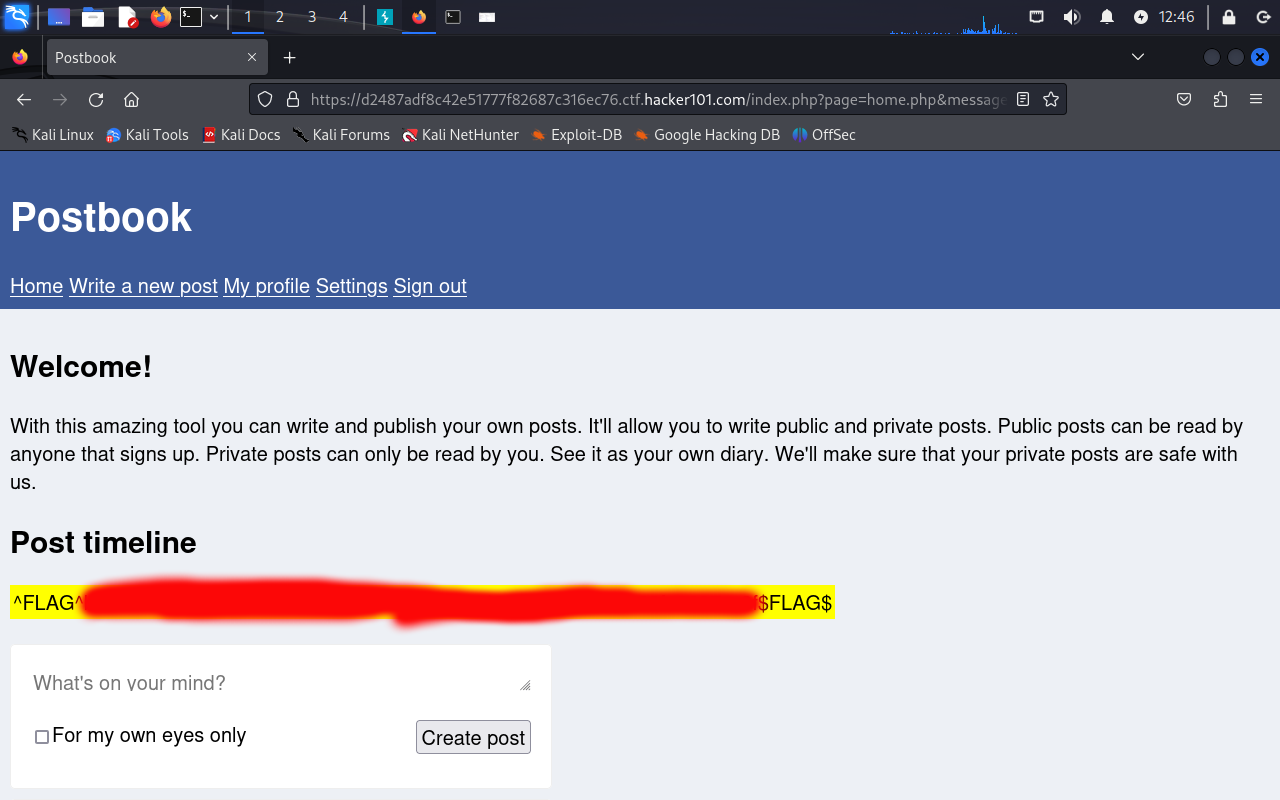 1 2 3 4 12:46
Postbook
https://d2487adf8c42e51777f82687c316ec76.ctf.hacker101.com/index.php?page=home.php&message
Kali Linux Kali Tools Kali Docs Kali Forums Kali NetHunter Exploit-DB Google Hacking DB OffSec
Postbook
Home Write a new post My profile Settings Sign out
Welcome!
With this amazing tool you can write and publish your own posts. It'll allow you to write public and private posts. Public posts can be read by
anyone that signs up. Private posts can only be read by you. See it as your own diary. We'll make sure that your private posts are safe with
us.
Post timeline
^FLAG^ $FLAG$
What's on your mind?
For my own eyes only Create post